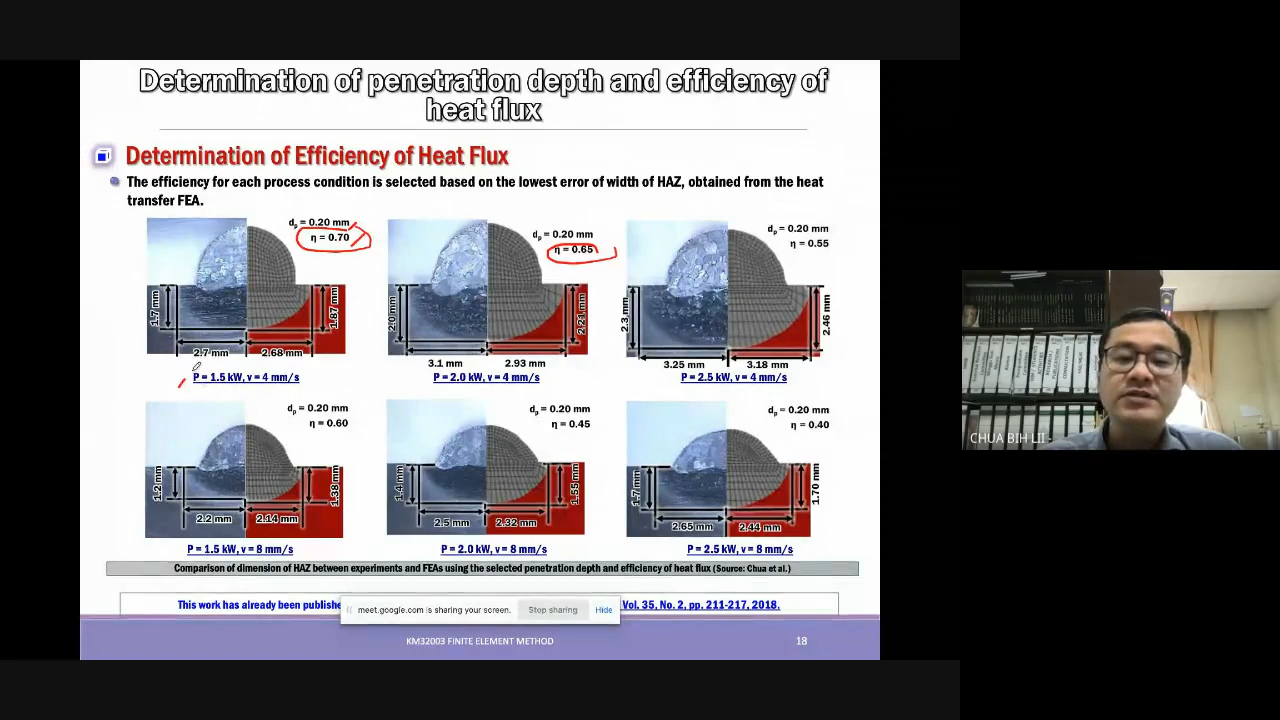 Determination of penetration depth and efficiency of
heat flux
Determination of Efficiency of Heat Flux
The efficiency for each process condition is selected based on the lowest error of width of HAZ, obtained from the heat
transfer FEA.
dp = 0.20 mm
η = 0.70
1.7 mm
1.87 mm
2.7 mm
2.68 mm
P = 1.5 kW, v = 4 mm/s
dp = 0.20 mm
η = 0.65
2.0 mm
2.21 mm
3.1 mm
2.93 mm
P = 2.0 kW, v = 4 mm/s
dp = 0.20 mm
η = 0.55
2.3 mm
2.46 mm
3.25 mm
3.18 mm
P = 2.5 kW, v = 4 mm/s
dp = 0.20 mm
η = 0.60
1.2 mm
1.38 mm
2.2 mm
2.14 mm
P = 1.5 kW, v = 8 mm/s
dp = 0.20 mm
η = 0.45
1.4 mm
1.55 mm
2.5 mm
2.32 mm
P = 2.0 kW, v = 8 mm/s
dp = 0.20 mm
η = 0.40
1.7 mm
1.70 mm
2.65 mm
2.44 mm
P = 2.5 kW, v = 8 mm/s
Comparison of dimension of HAZ between experiments and FEAs using the selected penetration depth and efficiency of heat flux (Source: Chua et al.)
This work has already been publishe Vol. 35, No. 2, pp. 211-217, 2018.
meet.google.com is sharing your screen. Stop sharing Hide
KM32003 FINITE ELEMENT METHOD
18
CHUA BIH LII -